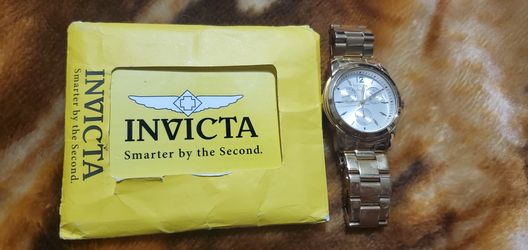 INVICTA
Smarter by the Second.
INVICTA
Smarter by the Second.